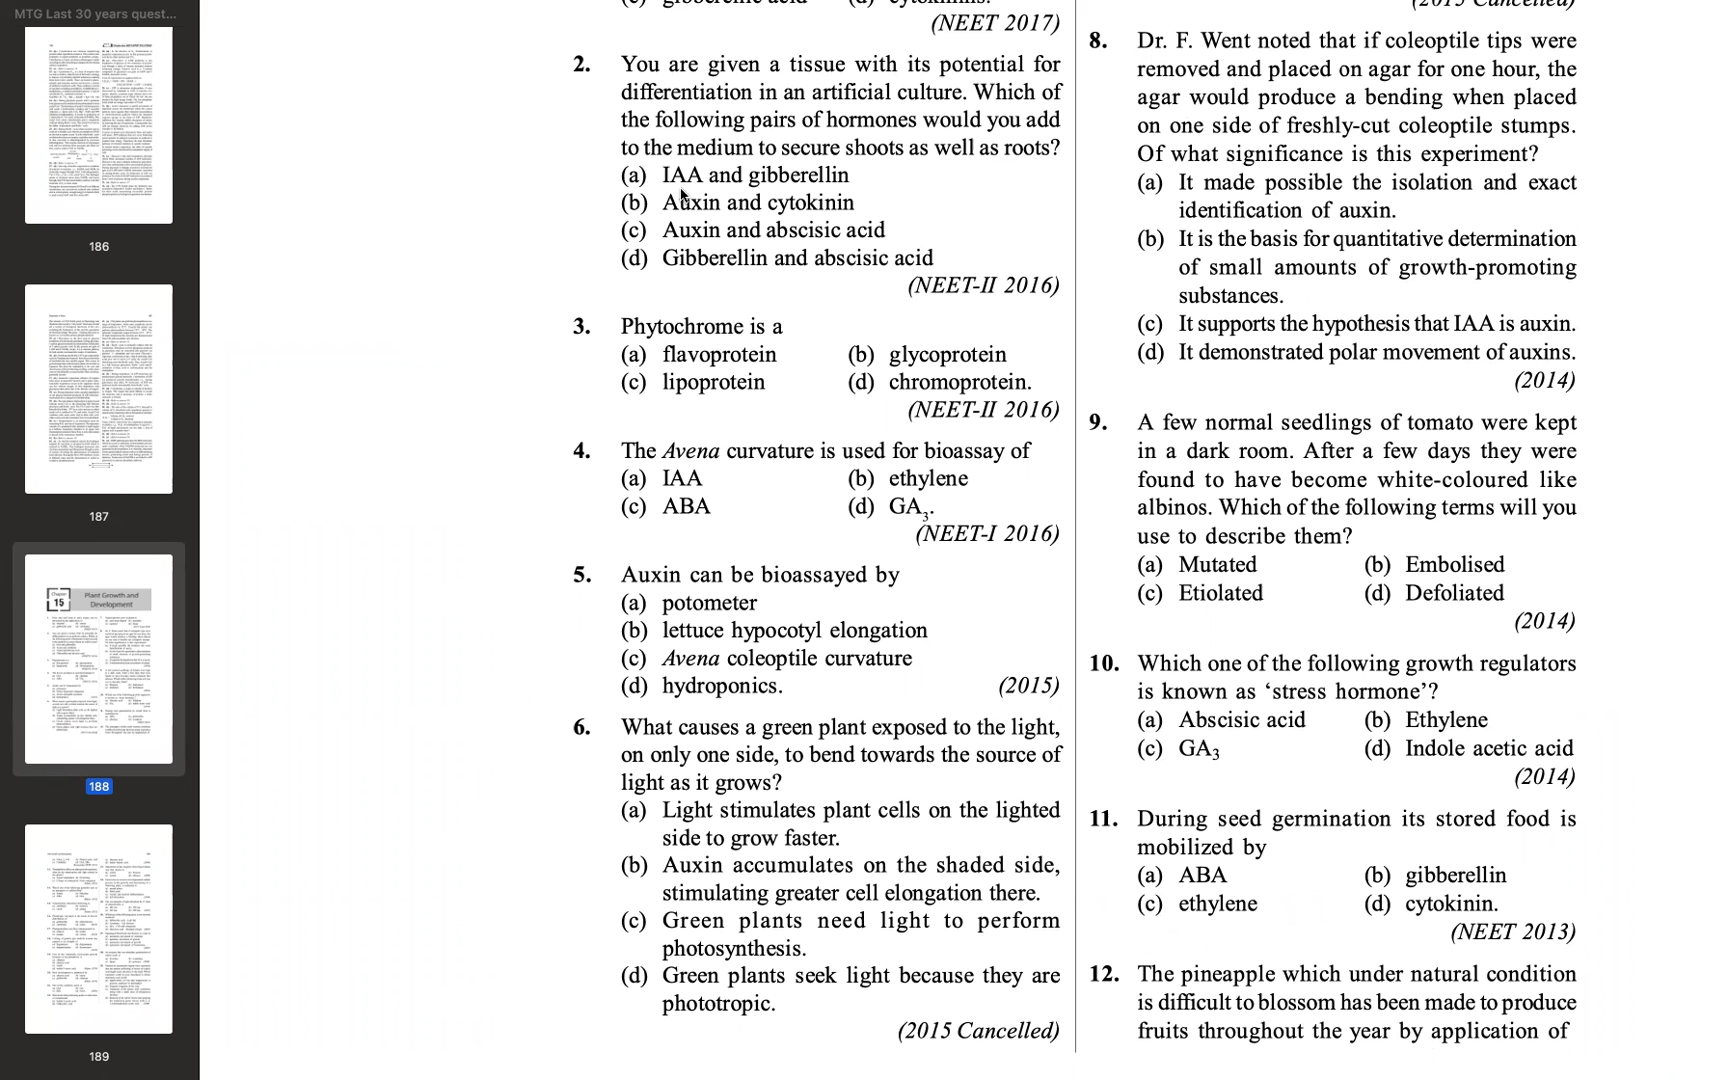 MTG Last 30 years quest...
186
187
Chapter
15
Plant Growth and
Development
188
189
(NEET 2017)
2. You are given a tissue with its potential for
differentiation in an artificial culture. Which of
the following pairs of hormones would you add
to the medium to secure shoots as well as roots?
(a) IAA and gibberellin
(b) Auxin and cytokinin
(c) Auxin and abscisic acid
(d) Gibberellin and abscisic acid
(NEET-II 2016)
3. Phytochrome is a
(a) flavoprotein (b) glycoprotein
(c) lipoprotein (d) chromoprotein.
(NEET-II 2016)
4. The Avena curvature is used for bioassay of
(a) IAA (b) ethylene
(c) ABA (d) GA3.
(NEET-I 2016)
5. Auxin can be bioassayed by
(a) potometer
(b) lettuce hypocotyl elongation
(c) Avena coleoptile curvature
(d) hydroponics. (2015)
6. What causes a green plant exposed to the light,
on only one side, to bend towards the source of
light as it grows?
(a) Light stimulates plant cells on the lighted
side to grow faster.
(b) Auxin accumulates on the shaded side,
stimulating greater cell elongation there.
(c) Green plants need light to perform
photosynthesis.
(d) Green plants seek light because they are
phototropic.
(2015 Cancelled)
(2015 Cancelled)
8. Dr. F. Went noted that if coleoptile tips were
removed and placed on agar for one hour, the
agar would produce a bending when placed
on one side of freshly-cut coleoptile stumps.
Of what significance is this experiment?
(a) It made possible the isolation and exact
identification of auxin.
(b) It is the basis for quantitative determination
of small amounts of growth-promoting
substances.
(c) It supports the hypothesis that IAA is auxin.
(d) It demonstrated polar movement of auxins.
(2014)
9. A few normal seedlings of tomato were kept
in a dark room. After a few days they were
found to have become white-coloured like
albinos. Which of the following terms will you
use to describe them?
(a) Mutated (b) Embolised
(c) Etiolated (d) Defoliated
(2014)
10. Which one of the following growth regulators
is known as ‘stress hormone’?
(a) Abscisic acid (b) Ethylene
(c) GA3 (d) Indole acetic acid
(2014)
11. During seed germination its stored food is
mobilized by
(a) ABA (b) gibberellin
(c) ethylene (d) cytokinin.
(NEET 2013)
12. The pineapple which under natural condition
is difficult to blossom has been made to produce
fruits throughout the year by application of